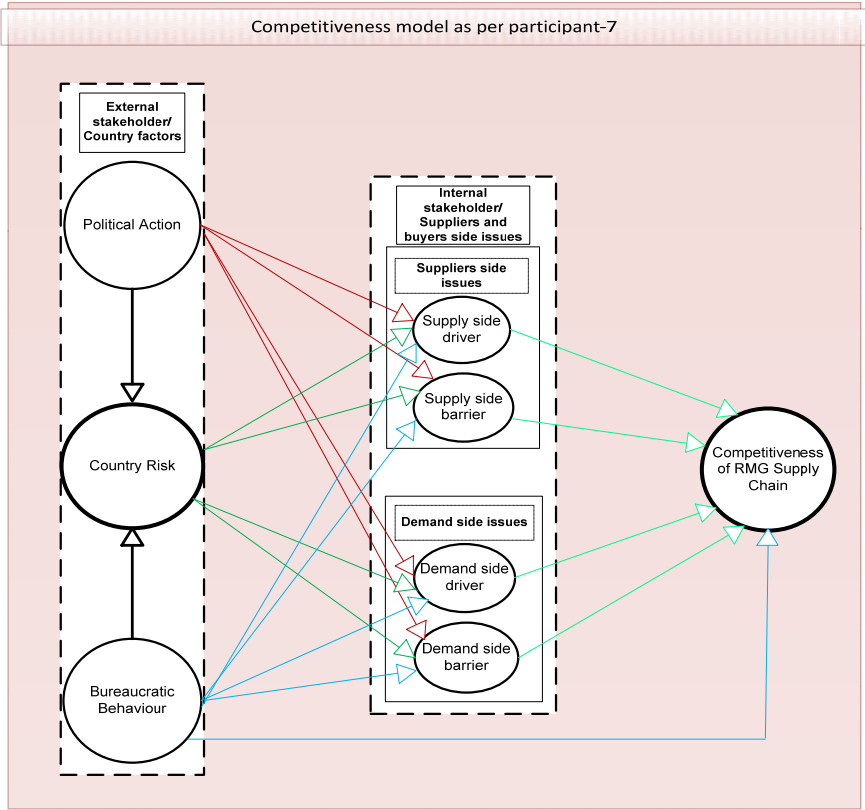 Competitiveness model as per participant-7
External
stakeholder/
Country factors
Political Action
Country Risk
Bureaucratic
Behaviour
Internal
stakeholder/
Suppliers and
buyers side issues
Suppliers side
issues
Supply side
driver
Supply side
barrier
Demand side issues
Demand side
driver
Demand side
barrier
Competitiveness
of RMG Supply
Chain